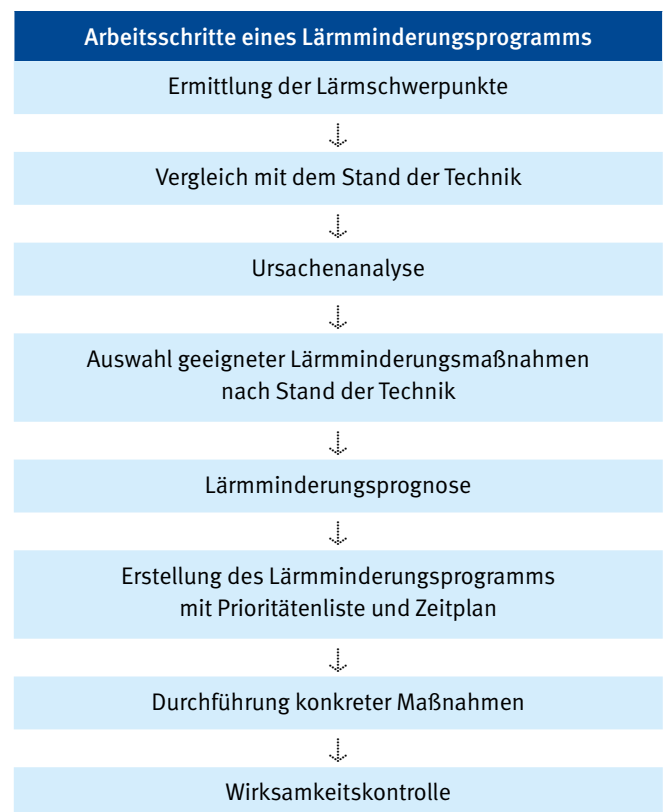 Arbeitsschritte eines Lärmminderungsprogramms
Ermittlung der Lärmschwerpunkte
Vergleich mit dem Stand der Technik
Ursachenanalyse
Auswahl geeigneter Lärmminderungsmaßnahmen
nach Stand der Technik
Lärmminderungsprognose
Erstellung des Lärmminderungsprogramms
mit Prioritätenliste und Zeitplan
Durchführung konkreter Maßnahmen
Wirksamkeitskontrolle